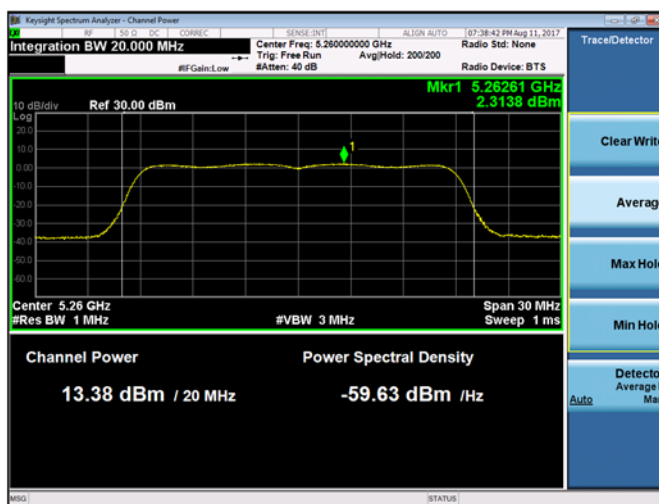 Keysight Spectrum Analyzer - Channel Power
RF 50 Ω DC CORREC SENSE:INT ALIGN AUTO 07:38:42 PM Aug 11, 2017
Integration BW 20.000 MHz Center Freq: 5.260000000 GHz Radio Std: None
Trig: Free Run Avg|Hold: 200/200
#IFGain:Low #Atten: 40 dB Radio Device: BTS
Mkr1 5.26261 GHz
10 dB/div Ref 30.00 dBm 2.3138 dBm
Log
20.0
10.0
0.00
-10.0
-20.0
-30.0
-40.0
-50.0
-60.0
1
Center 5.26 GHz Span 30 MHz
#Res BW 1 MHz #VBW 3 MHz Sweep 1 ms
Channel Power Power Spectral Density
13.38 dBm / 20 MHz -59.63 dBm /Hz
MSG STATUS
Trace/Detector
Clear Write
Average
Max Hold
Min Hold
Detector
Average
Auto Man